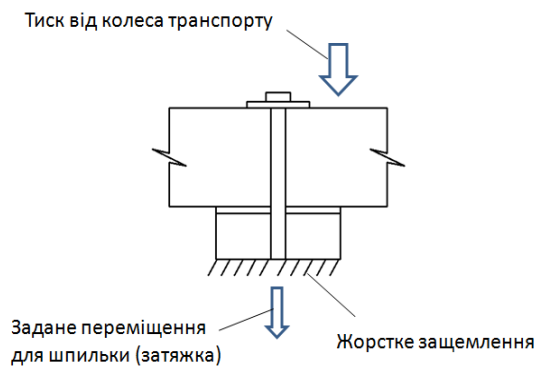 Тиск від колеса транспорту
Задане переміщення
для шпильки (затяжка)
Жорстке защемлення